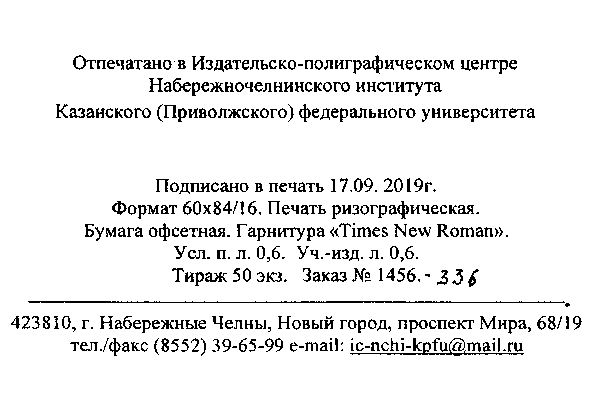 Отпечатано в Издательско-полиграфическом центре
Набережночелнинского института
Казанского (Приволжского) федерального университета
Подписано в печать 17.09. 2019г.
Формат 60х84/16. Печать ризографическая.
Бумага офсетная. Гарнитура «Times New Roman».
Усл. п. л. 0,6. Уч.-изд. л. 0,6.
Тираж 50 экз. Заказ № 1456. - 336
423810, г. Набережные Челны, Новый город, проспект Мира, 68/19
тел./факс (8552) 39-65-99 e-mail: ic-nchi-kpfu@mail.ru